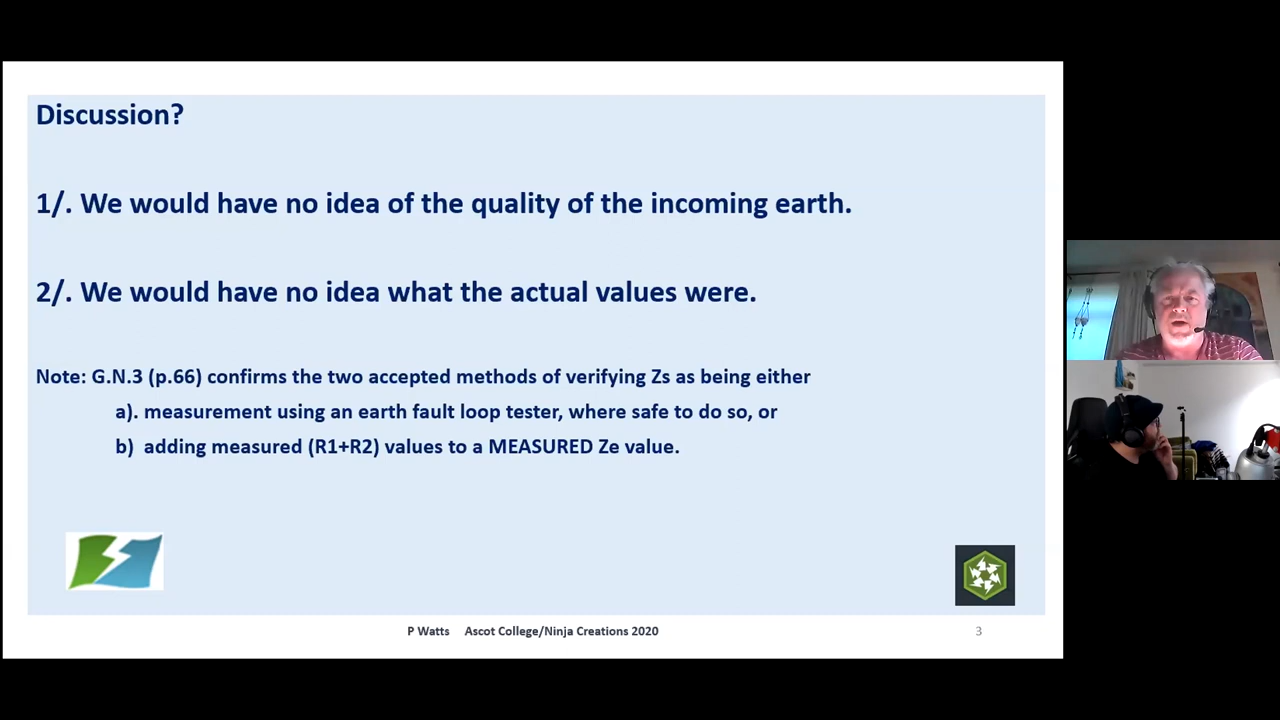 Discussion?
1/. We would have no idea of the quality of the incoming earth.
2/. We would have no idea what the actual values were.
Note: G.N.3 (p.66) confirms the two accepted methods of verifying Zs as being either
a). measurement using an earth fault loop tester, where safe to do so, or
b) adding measured (R1+R2) values to a MEASURED Ze value.
P Watts Ascot College/Ninja Creations 2020
3